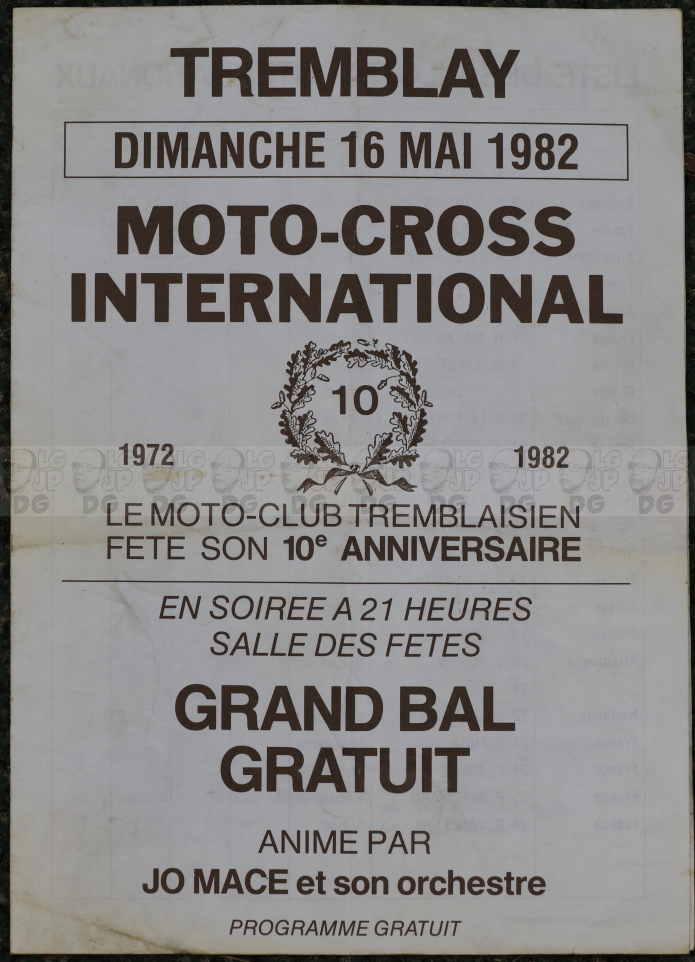 TREMBLAY
DIMANCHE 16 MAI 1982
MOTO-CROSS
INTERNATIONAL
10
1972 1982
LE MOTO-CLUB TREMBLAISIEN
FETE SON 10e ANNIVERSAIRE
EN SOIREE A 21 HEURES
SALLE DES FETES
GRAND BAL
GRATUIT
ANIME PAR
JO MACE et son orchestre
PROGRAMME GRATUIT